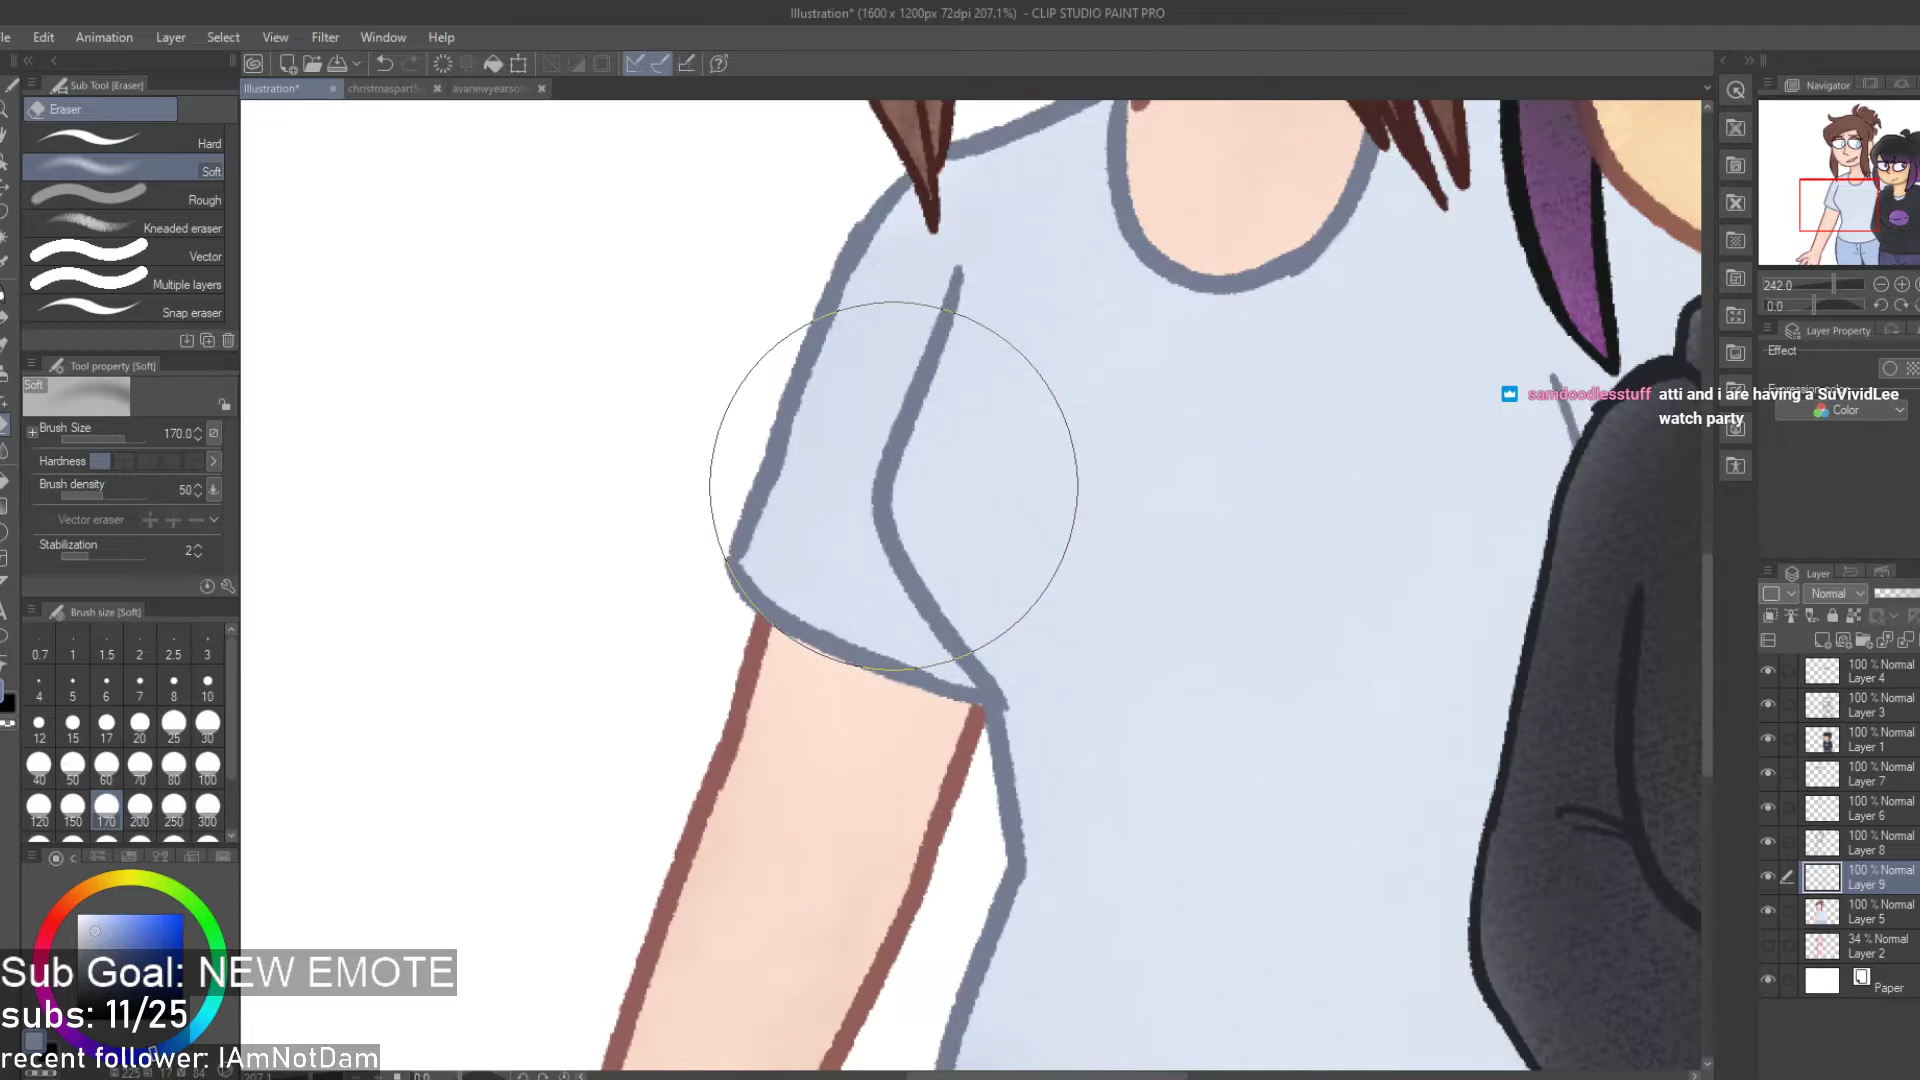 Illustration* (1600 x 1200px 72dpi 207.1%) - CLIP STUDIO PAINT PRO
Edit Animation Layer Select View Filter Window Help
Sub Tool [Eraser]
Illustration*
Navigator
Eraser
Hard
Soft
Rough
Kneaded eraser
Vector
Multiple layers
Snap eraser
242.0
0.0
Layer Property
Effect
Tool property [Soft]
Soft
Color
samdoodlesstuff atti and i are having a SuVividLee
watch party
Brush Size 170.0
Hardness
Brush density 50
Vector eraser
Stabilization 2
Layer
Normal
Brush size [Soft]
0.7 1 1.5 2 2.5 3
4 5 6 7 8 10
12 15 17 20 25 30
40 50 60 70 80 100
120 150 170 200 250 300
100 % Normal
Layer 4
100 % Normal
Layer 3
100 % Normal
Layer 1
100 % Normal
Layer 7
100 % Normal
Layer 6
100 % Normal
Layer 8
100 % Normal
Layer 9
100 % Normal
Layer 5
34 % Normal
Layer 2
Paper
Sub Goal: NEW EMOTE
subs: 11/25
recent follower: IAmNotDam